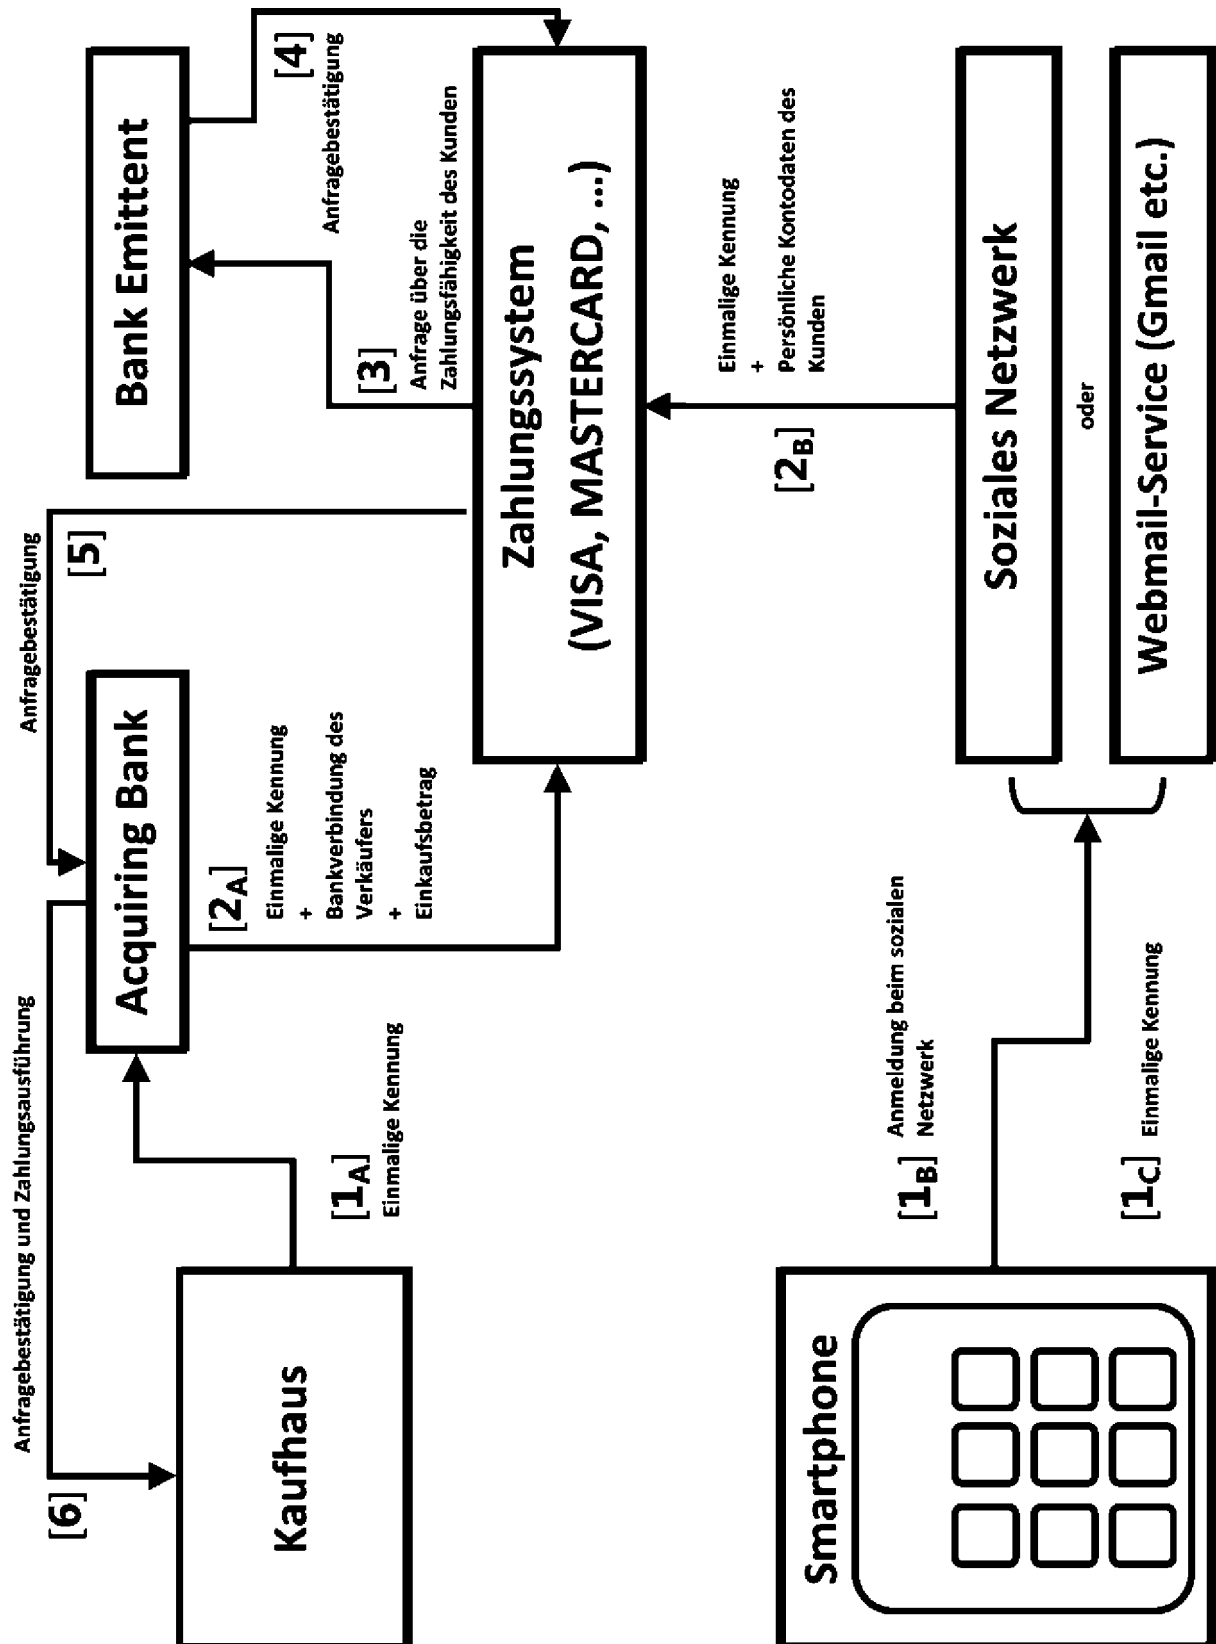 Anfragebestätigung und Zahlungsausführung
[6]
Kaufhaus
[1A]
Einmalige Kennung
Anfragebestätigung
[5]
Acquiring Bank
[2A]
Einmalige Kennung
+
Bankverbindung des
Verkäufers
+
Einkaufsbetrag
Bank Emittent
[4]
Anfragebestätigung
[3]
Anfrage über die
Zahlungsfähigkeit des Kunden
Zahlungssystem
(VISA, MASTERCARD, ...)
[2B]
Einmalige Kennung
+
Persönliche Kontodaten des
Kunden
Smartphone
[1B]
Anmeldung beim sozialen
Netzwerk
[1C]
Einmalige Kennung
Soziales Netzwerk
oder
Webmail-Service (Gmail etc.)